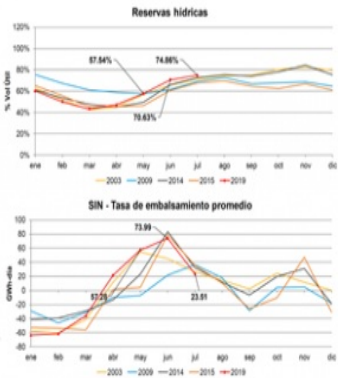 Reservas hídricas
% Vol Útil
120%
100%
80%
60%
40%
20%
0%
57.54%
74.86%
70.63%
ene feb mar abr may jun jul ago sep oct nov dic
2003 2009 2014 2015 2019
SIN - Tasa de embalsamiento promedio
GWh-día
100
80
60
40
20
0
-20
-40
-60
-80
73.99
57.25
23.51
ene feb mar abr may jun jul ago sep oct nov dic
2003 2009 2014 2015 2019